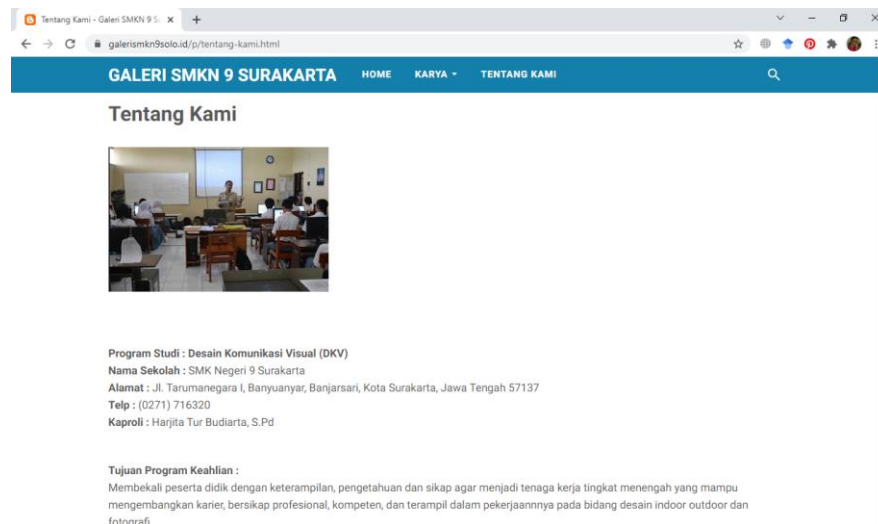 Tentang Kami - Galeri SMKN 9 S
galerismkn9solo.id/p/tentang-kami.html
GALERI SMKN 9 SURAKARTA HOME KARYA TENTANG KAMI
Tentang Kami
Program Studi : Desain Komunikasi Visual (DKV)
Nama Sekolah : SMK Negeri 9 Surakarta
Alamat : Jl. Tarumanegara I, Banyuanyar, Banjarsari, Kota Surakarta, Jawa Tengah 57137
Telp : (0271) 716320
Kaproli : Harjita Tur Budiarta, S.Pd
Tujuan Program Keahlian :
Membekali peserta didik dengan keterampilan, pengetahuan dan sikap agar menjadi tenaga kerja tingkat menengah yang mampu
mengembangkan karier, bersikap profesional, kompeten, dan terampil dalam pekerjaannnya pada bidang desain indoor outdoor dan
fotografi